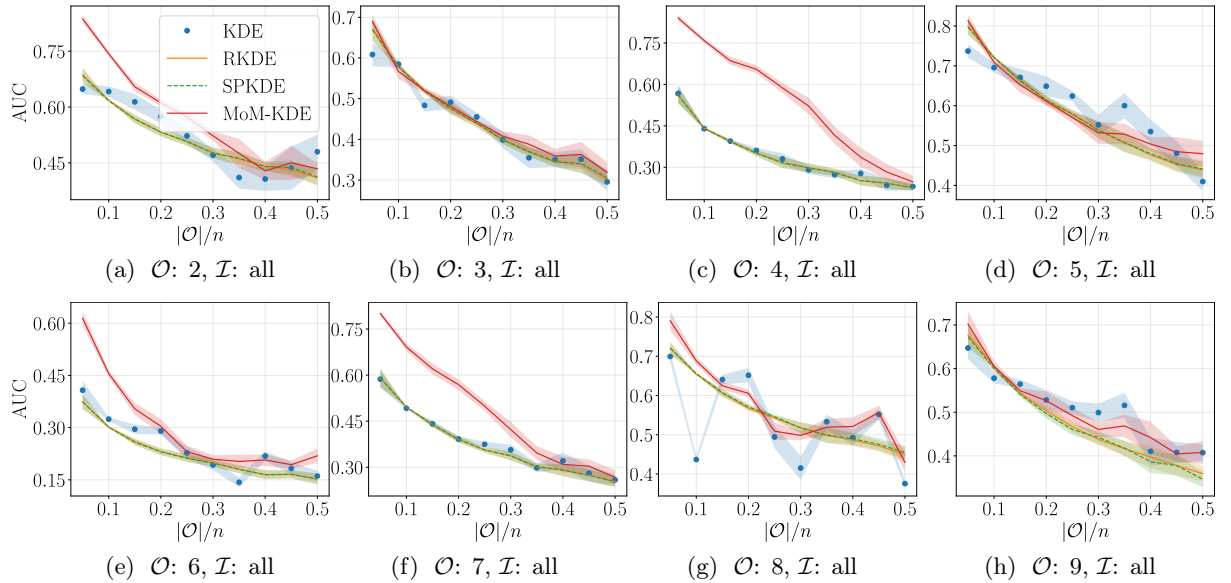 0.75
0.60
0.45
AUC
KDE
RKDE
SPKDE
MoM-KDE
0.1 0.2 0.3 0.4 0.5
|𝒪|/n
(a) 𝒪: 2, ℐ: all
0.7
0.6
0.5
0.4
0.3
0.1 0.2 0.3 0.4 0.5
|𝒪|/n
(b) 𝒪: 3, ℐ: all
0.75
0.60
0.45
0.30
0.1 0.2 0.3 0.4 0.5
|𝒪|/n
(c) 𝒪: 4, ℐ: all
0.8
0.7
0.6
0.5
0.4
0.1 0.2 0.3 0.4 0.5
|𝒪|/n
(d) 𝒪: 5, ℐ: all
0.60
0.45
0.30
0.15
AUC
0.1 0.2 0.3 0.4 0.5
|𝒪|/n
(e) 𝒪: 6, ℐ: all
0.75
0.60
0.45
0.30
0.1 0.2 0.3 0.4 0.5
|𝒪|/n
(f) 𝒪: 7, ℐ: all
0.8
0.7
0.6
0.5
0.4
0.1 0.2 0.3 0.4 0.5
|𝒪|/n
(g) 𝒪: 8, ℐ: all
0.7
0.6
0.5
0.4
0.1 0.2 0.3 0.4 0.5
|𝒪|/n
(h) 𝒪: 9, ℐ: all